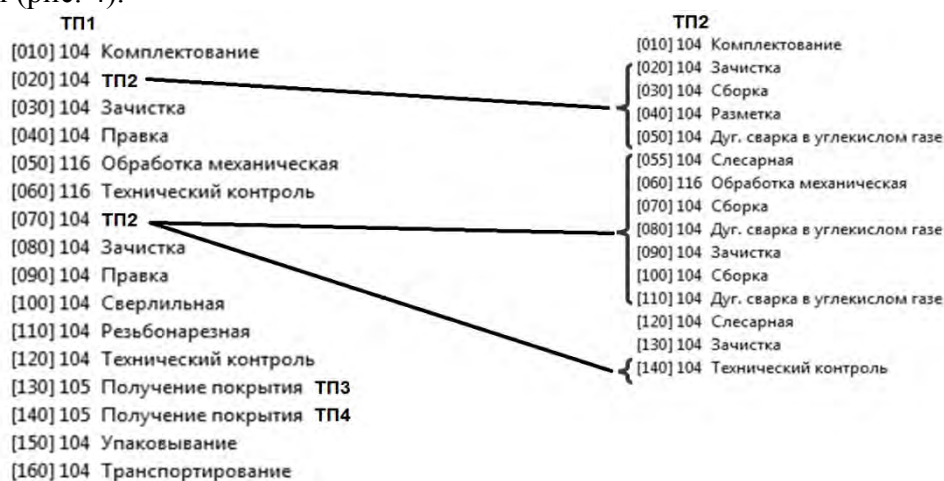 (рис. 4).
ТП1
[010] 104 Комплектование
[020] 104 ТП2
[030] 104 Зачистка
[040] 104 Правка
[050] 116 Обработка механическая
[060] 116 Технический контроль
[070] 104 ТП2
[080] 104 Зачистка
[090] 104 Правка
[100] 104 Сверлильная
[110] 104 Резьбонарезная
[120] 104 Технический контроль
[130] 105 Получение покрытия ТП3
[140] 105 Получение покрытия ТП4
[150] 104 Упаковывание
[160] 104 Транспортирование
ТП2
[010] 104 Комплектование
[020] 104 Зачистка
[030] 104 Сборка
[040] 104 Разметка
[050] 104 Дуг. сварка в углекислом газе
[055] 104 Слесарная
[060] 116 Обработка механическая
[070] 104 Сборка
[080] 104 Дуг. сварка в углекислом газе
[090] 104 Зачистка
[100] 104 Сборка
[110] 104 Дуг. сварка в углекислом газе
[120] 104 Слесарная
[130] 104 Зачистка
[140] 104 Технический контроль